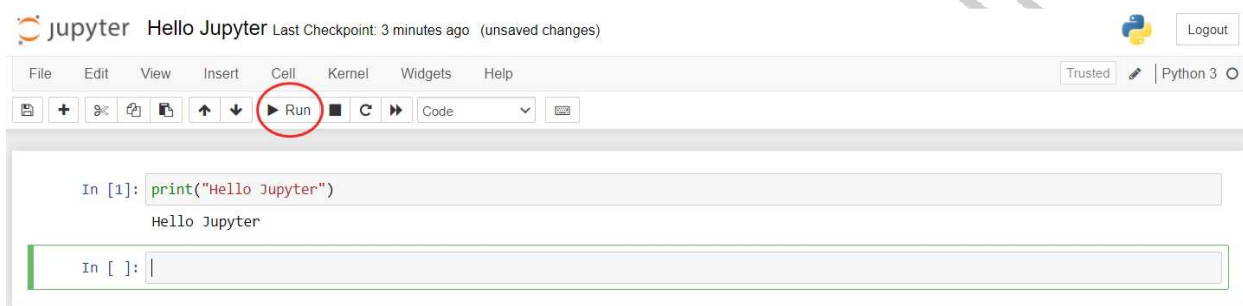 jupyter Hello Jupyter Last Checkpoint: 3 minutes ago (unsaved changes) Logout
File Edit View Insert Cell Kernel Widgets Help Trusted Python 3
Run Code
In [1]: print("Hello Jupyter")
Hello Jupyter
In [ ]: